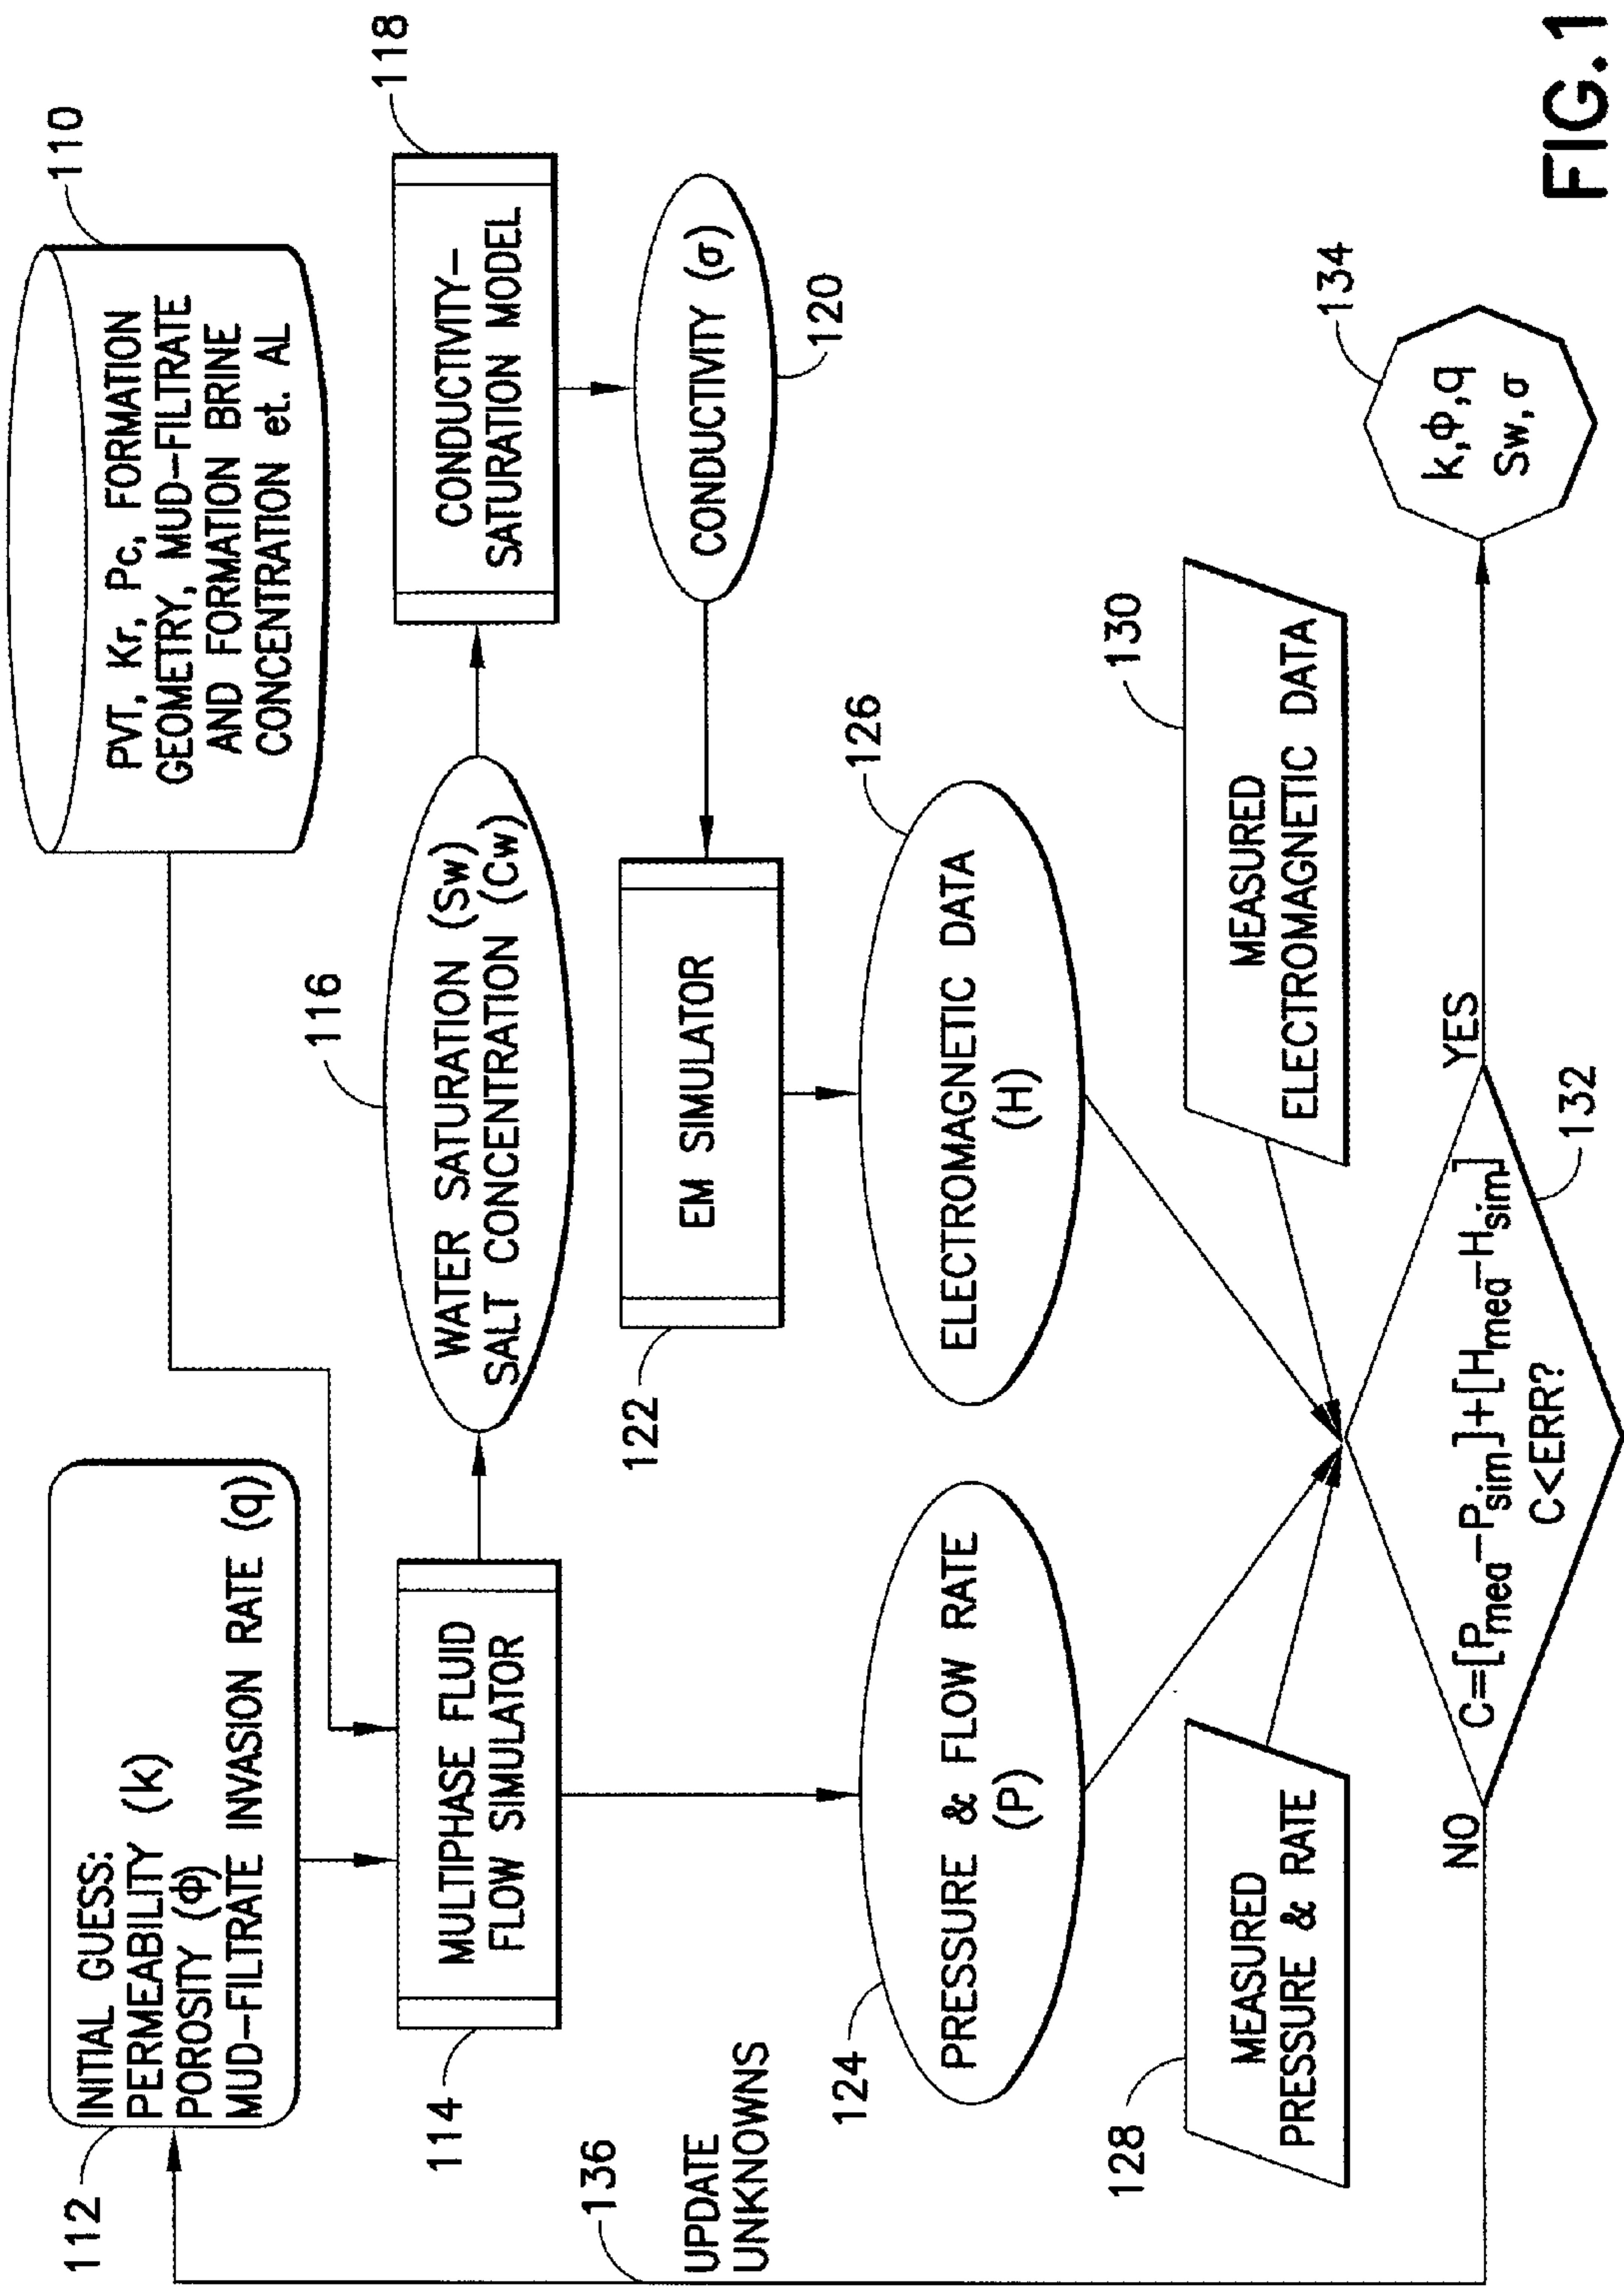 112
INITIAL GUESS:
PERMEABILITY (k)
POROSITY (Φ)
MUD-FILTRATE INVASION RATE (q)
110
PVT, Kr, Pc, FORMATION
GEOMETRY, MUD-FILTRATE
AND FORMATION BRINE
CONCENTRATION et. AL
114
MULTIPHASE FLUID
FLOW SIMULATOR
116
WATER SATURATION (Sw)
SALT CONCENTRATION (Cw)
118
CONDUCTIVITY-
SATURATION MODEL
136
UPDATE
UNKNOWNS
122
EM SIMULATOR
CONDUCTIVITY (σ)
120
124
PRESSURE & FLOW RATE
(P)
126
ELECTROMAGNETIC DATA
(H)
128
MEASURED
PRESSURE & RATE
130
MEASURED
ELECTROMAGNETIC DATA
NO
C=[Pmea-Psim]+[Hmea-Hsim]
C<ERR?
YES
132
134
k,Φ,q
Sw,σ
FIG.1